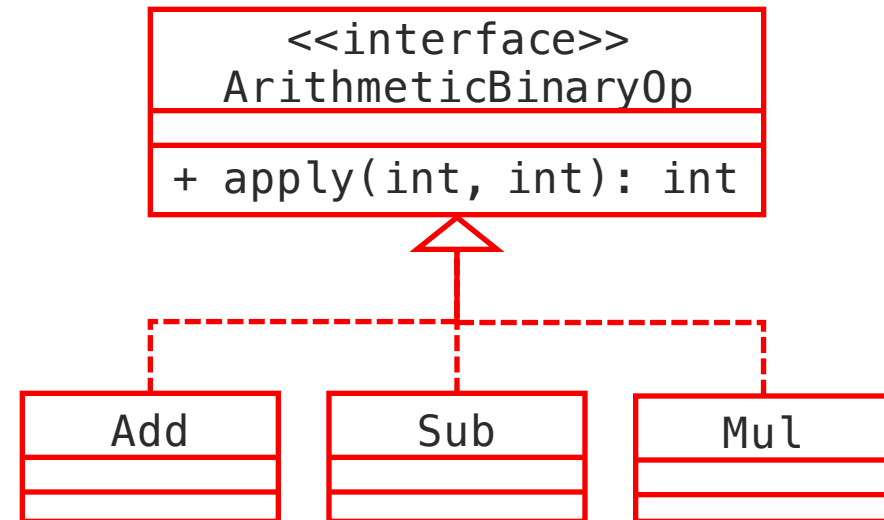 <<interface>>
ArithmeticBinaryOp
+ apply(int, int): int
Add
Sub
Mul